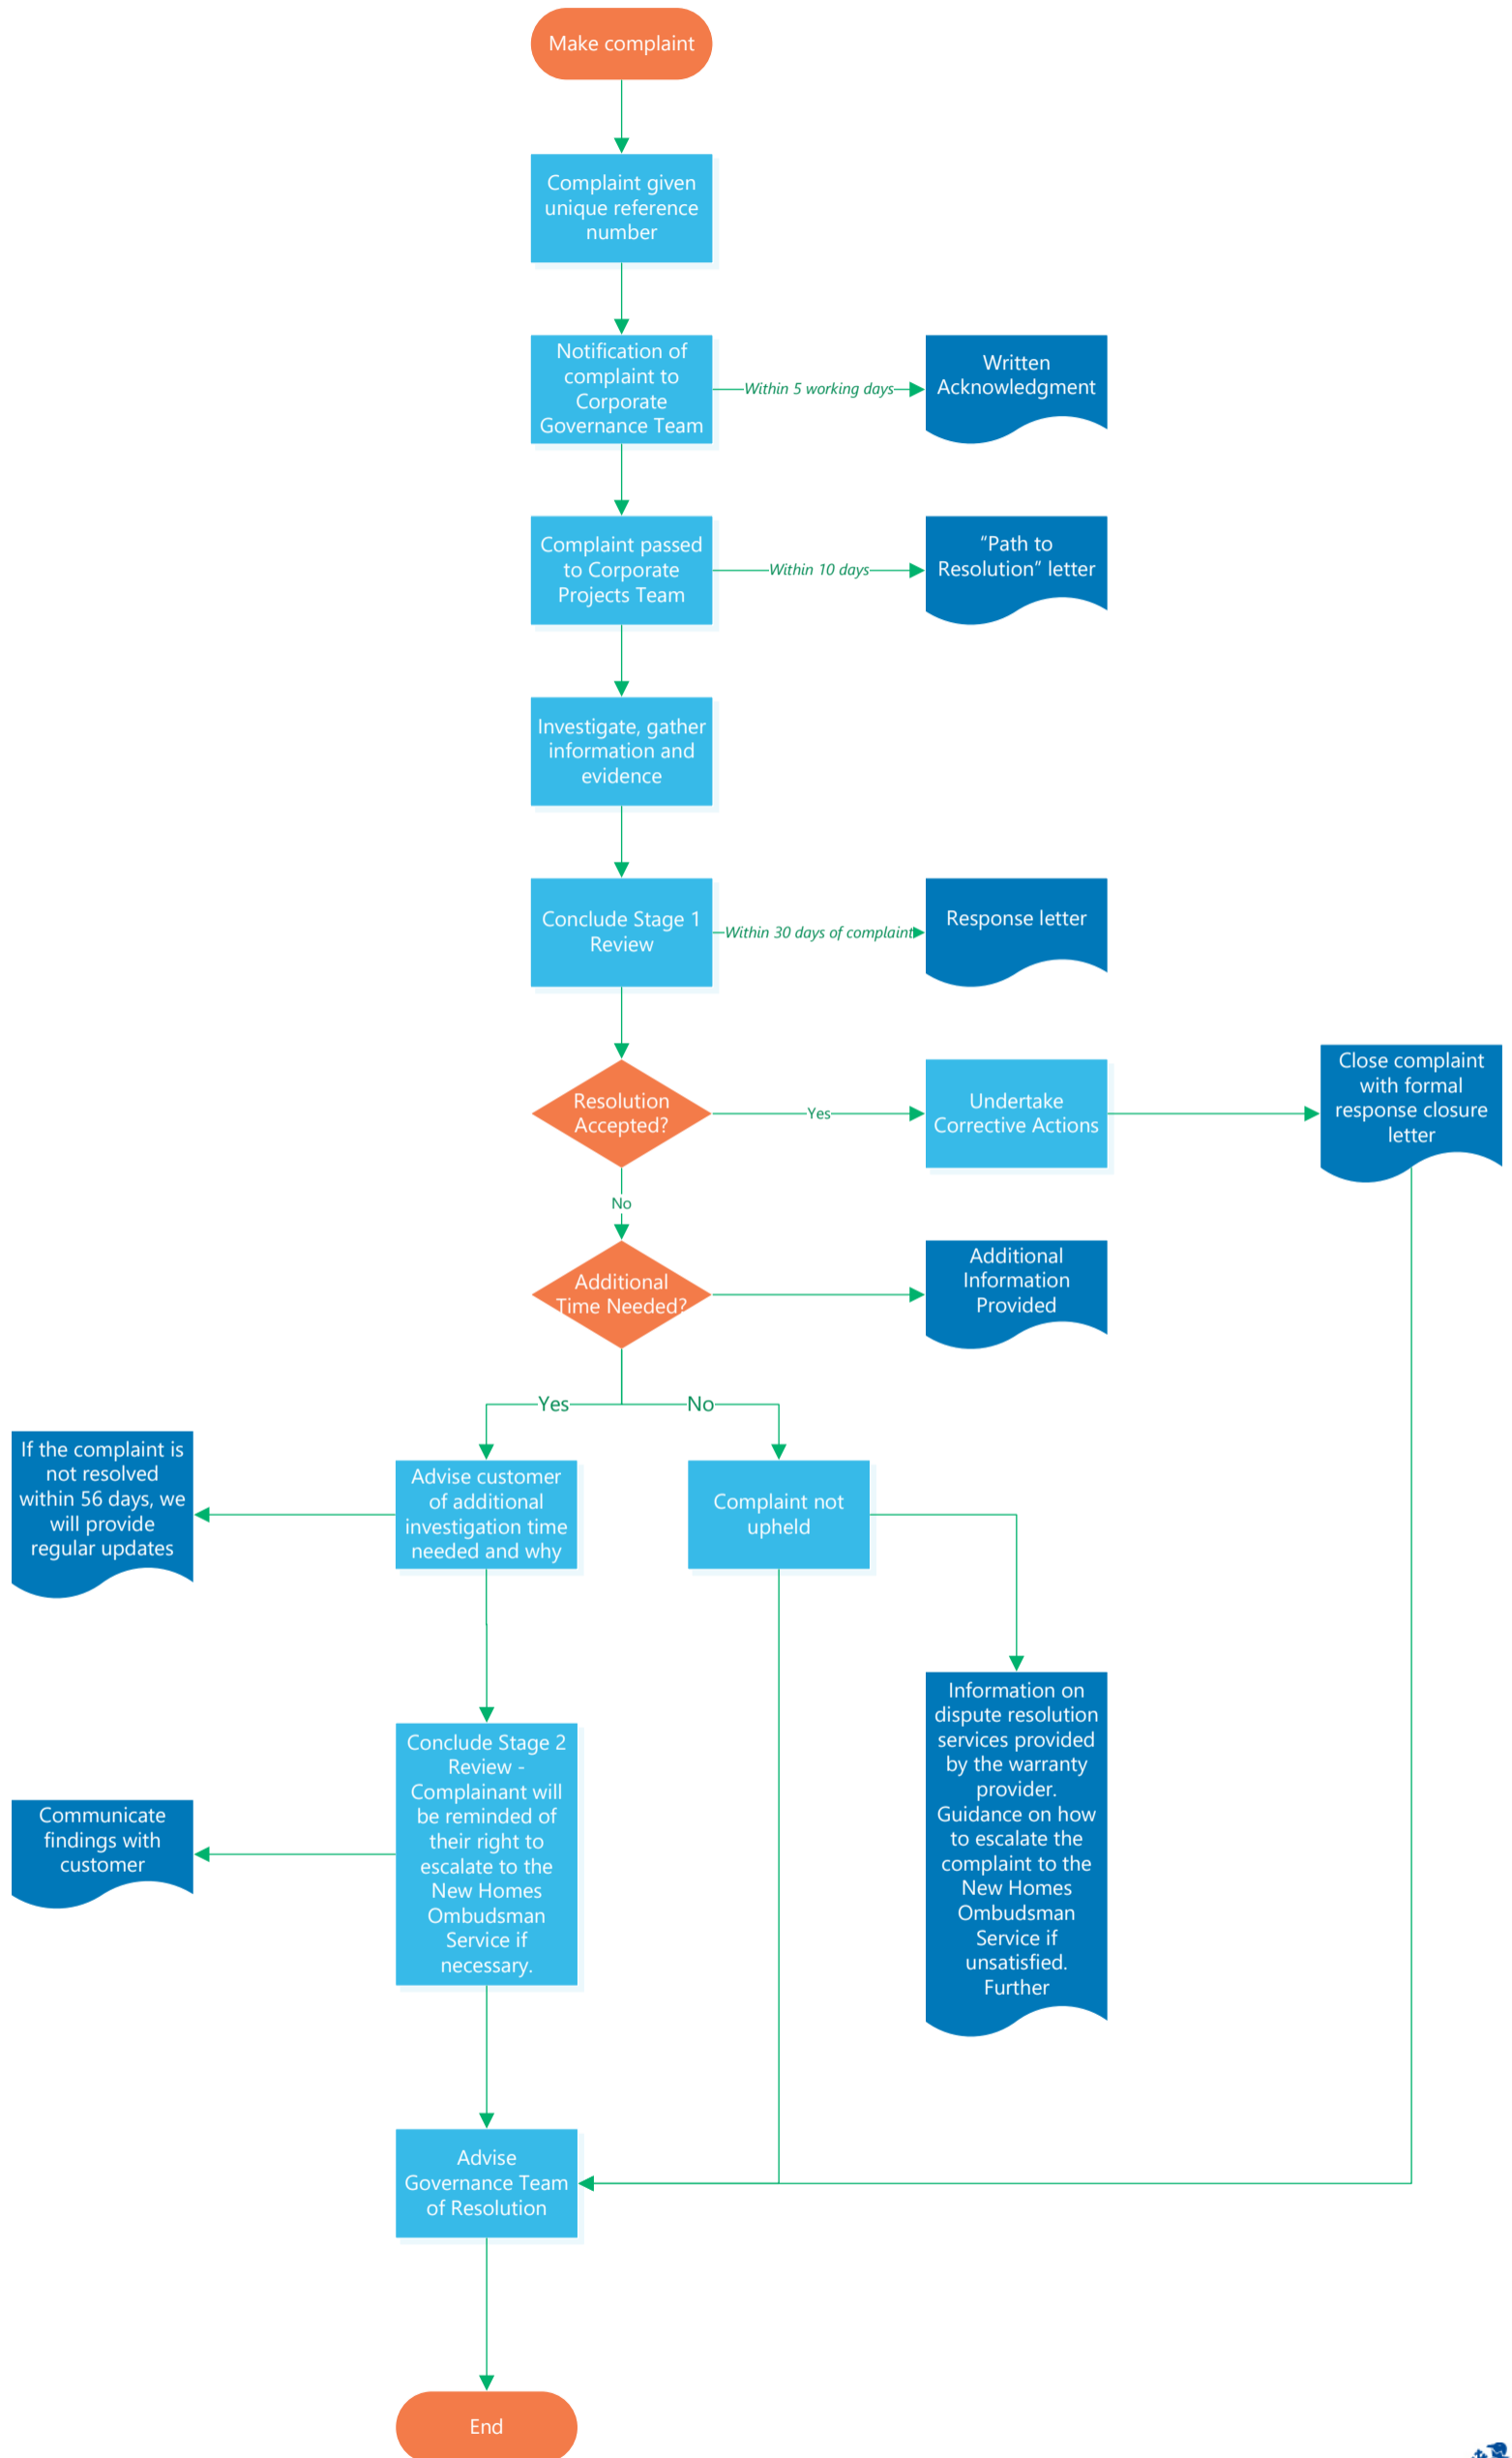 Make complaint
Complaint given
unique reference
number
Notification of
complaint to
Corporate
Governance Team
Within 5 working days
Written
Acknowledgment
Complaint passed
to Corporate
Projects Team
Within 10 days
“Path to
Resolution” letter
Investigate, gather
information and
evidence
Conclude Stage 1
Review
Within 30 days of complaint
Response letter
Resolution
Accepted?
Yes
Undertake
Corrective Actions
Close complaint
with formal
response closure
letter
No
Additional
Time Needed?
Additional
Information
Provided
Yes
No
If the complaint is
not resolved
within 56 days, we
will provide
regular updates
Advise customer
of additional
investigation time
needed and why
Complaint not
upheld
Information on
dispute resolution
services provided
by the warranty
provider.
Guidance on how
to escalate the
complaint to the
New Homes
Ombudsman
Service if
unsatisfied.
Further
Conclude Stage 2
Review -
Complainant will
be reminded of
their right to
escalate to the
New Homes
Ombudsman
Service if
necessary.
Communicate
findings with
customer
Advise
Governance Team
of Resolution
End